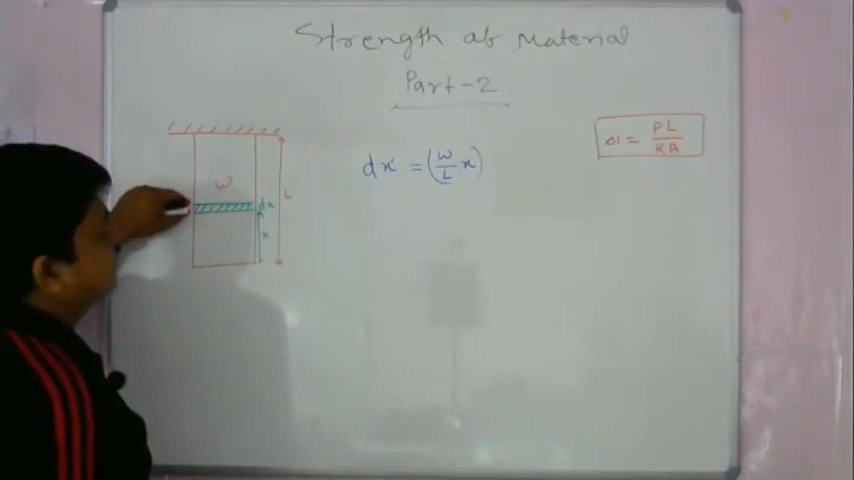 Strength of Material
Part-2
Δl = PL / KA
dx' = (W/L x)
W
dx
L
x